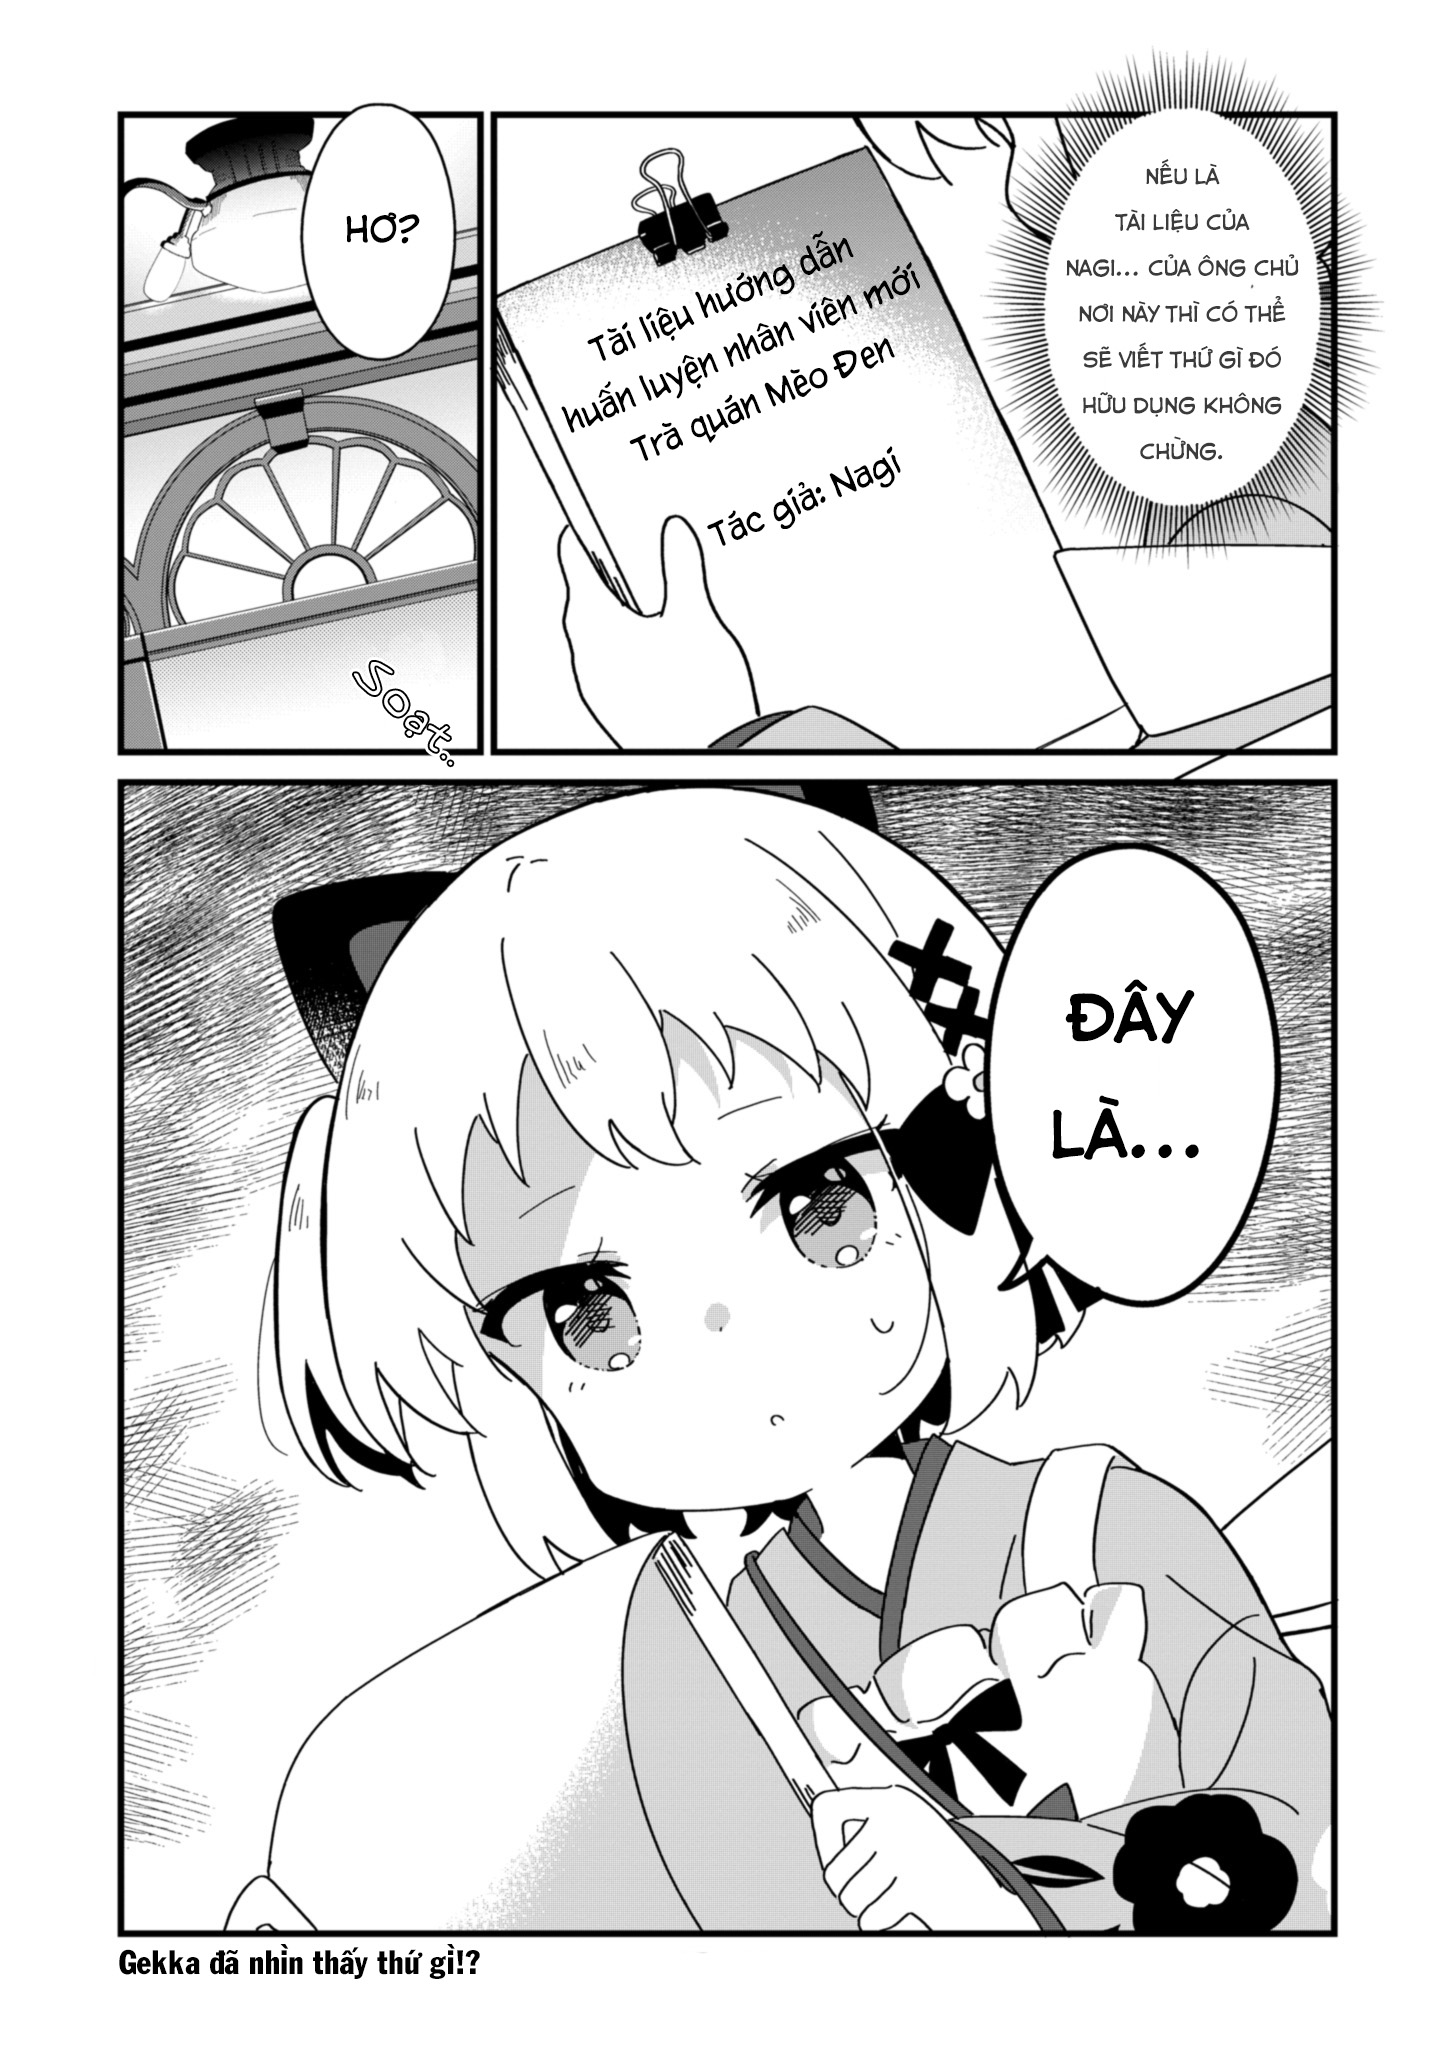 NẾU LÀ
TÀI LIỆU CỦA
NAGI... CỦA ÔNG CHỦ
NƠI NÀY THÌ CÓ THỂ
SẼ VIẾT THỨ GÌ ĐÓ
HỮU DỤNG KHÔNG
CHỪNG.
Tài liệu hướng dẫn
huấn luyện nhân viên mới
Trà quán Mèo Đen
Tác giả: Nagi
HƠ?
Soạt..
ĐÂY
LÀ...
Gekka đã nhìn thấy thứ gì!?